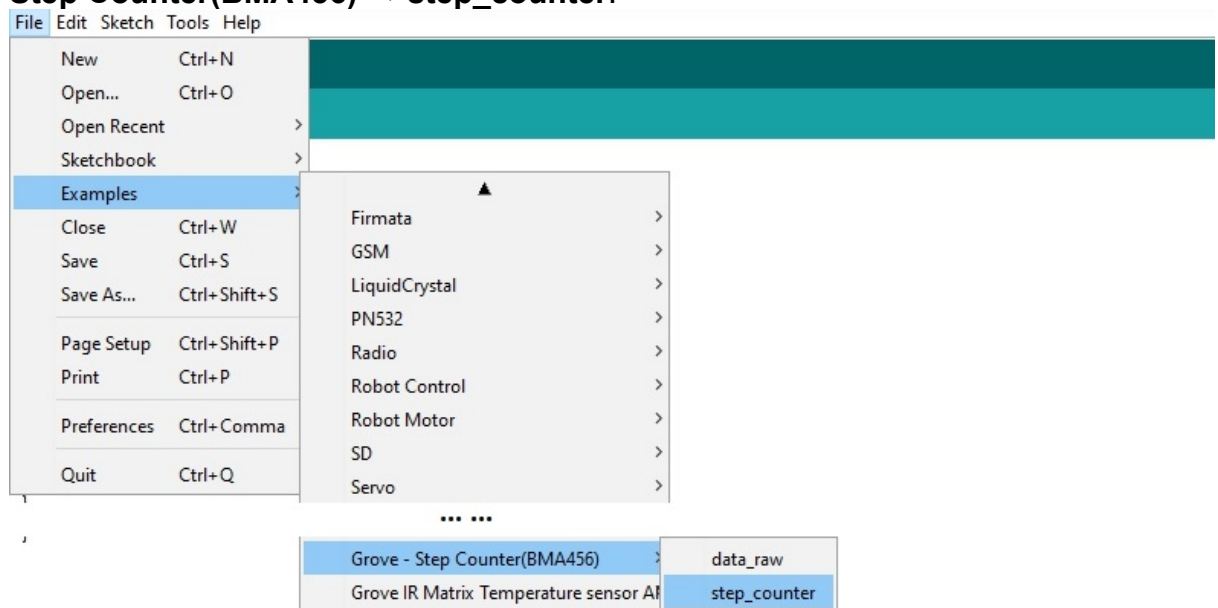 File Edit Sketch Tools Help
New Ctrl+N
Open... Ctrl+O
Open Recent >
Sketchbook >
Examples >
Close Ctrl+W
Save Ctrl+S
Save As... Ctrl+Shift+S
Page Setup Ctrl+Shift+P
Print Ctrl+P
Preferences Ctrl+Comma
Quit Ctrl+Q
▲
Firmata >
GSM >
LiquidCrystal >
PN532 >
Radio >
Robot Control >
Robot Motor >
SD >
Servo >
... ...
Grove - Step Counter(BMA456) >
Grove IR Matrix Temperature sensor
data_raw
step_counter